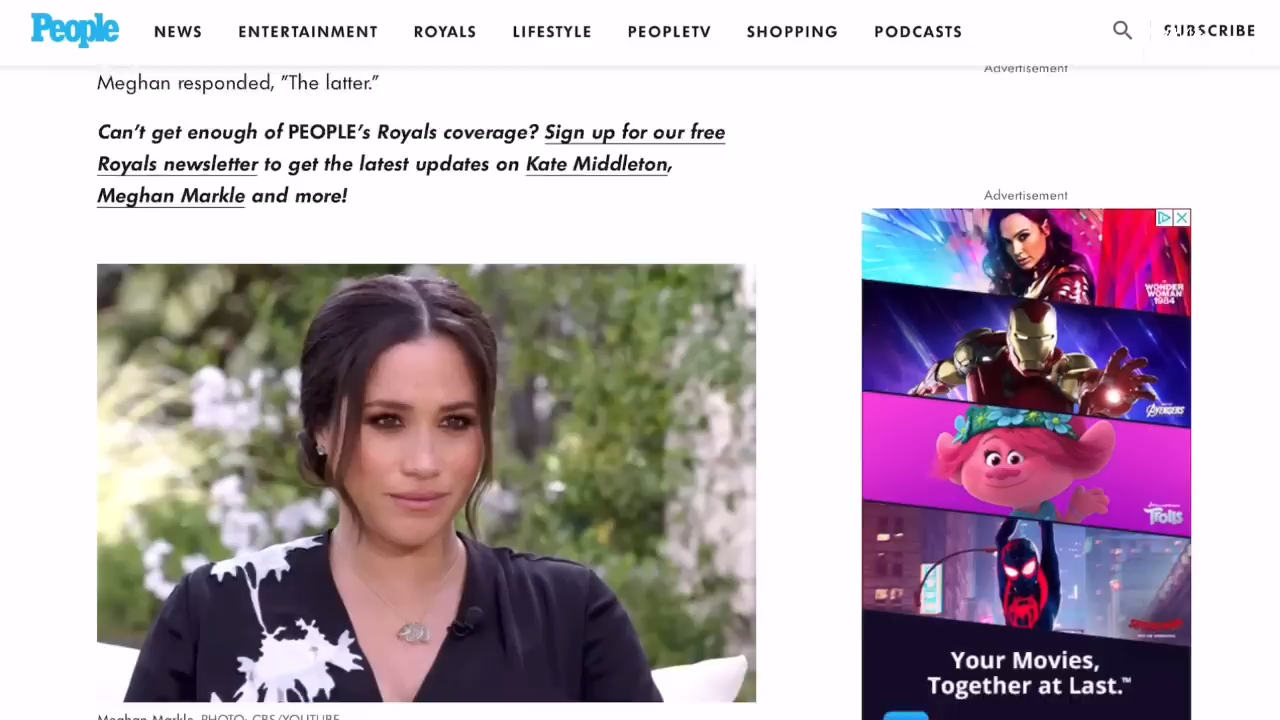 People NEWS ENTERTAINMENT ROYALS LIFESTYLE PEOPLETV SHOPPING PODCASTS SUBSCRIBE
Meghan responded, ”The latter.”
Can’t get enough of PEOPLE’s Royals coverage? Sign up for our free
Royals newsletter to get the latest updates on Kate Middleton,
Meghan Markle and more!
Meghan Markle. PHOTO: CBS/YOUTUBE
Advertisement
Advertisement
WONDER
WOMAN
1984
AVENGERS
TROLLS
Your Movies,
Together at Last.™